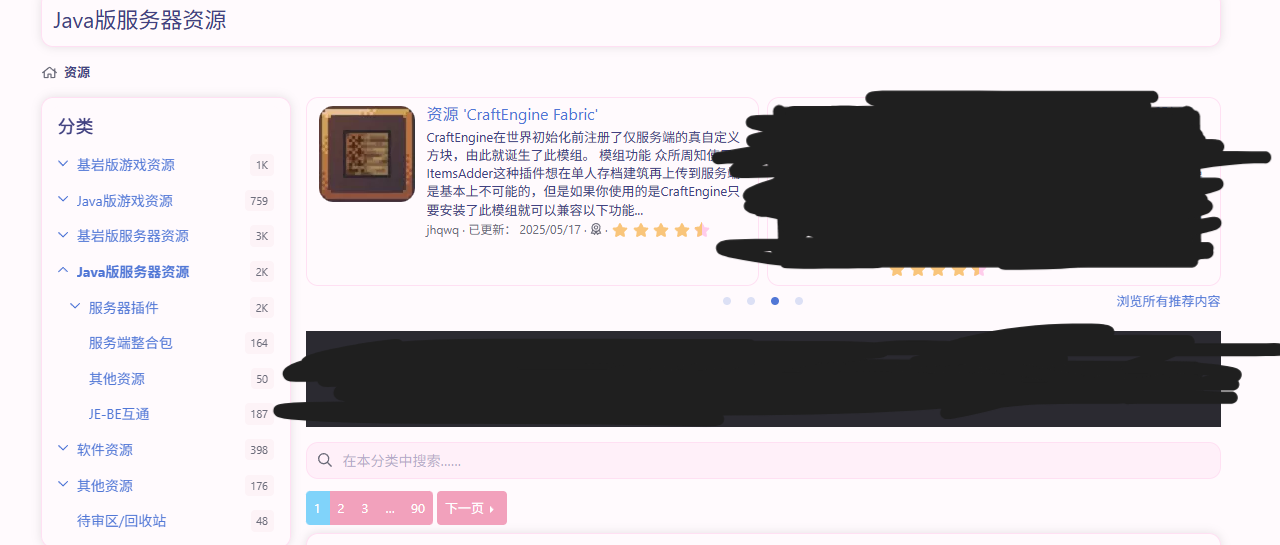 Java版服务器资源
资源
分类
基岩版游戏资源 1K
Java版游戏资源 759
基岩版服务器资源 3K
Java版服务器资源 2K
服务器插件 2K
服务端整合包 164
其他资源 50
JE-BE互通 187
软件资源 398
其他资源 176
待审区/回收站 48
资源 'CraftEngine Fabric'
CraftEngine在世界初始化前注册了仅服务端的真自定义
方块，由此就诞生了此模组。 模组功能 众所周知
ItemsAdder这种插件想在单人存档建筑再上传到服务
是基本上不可能的，但是如果你使用的是CraftEngine只
要安装了此模组就可以兼容以下功能...
jhqwq · 已更新： 2025/05/17 ·
浏览所有推荐内容
在本分类中搜索......
1 2 3 ... 90 下一页